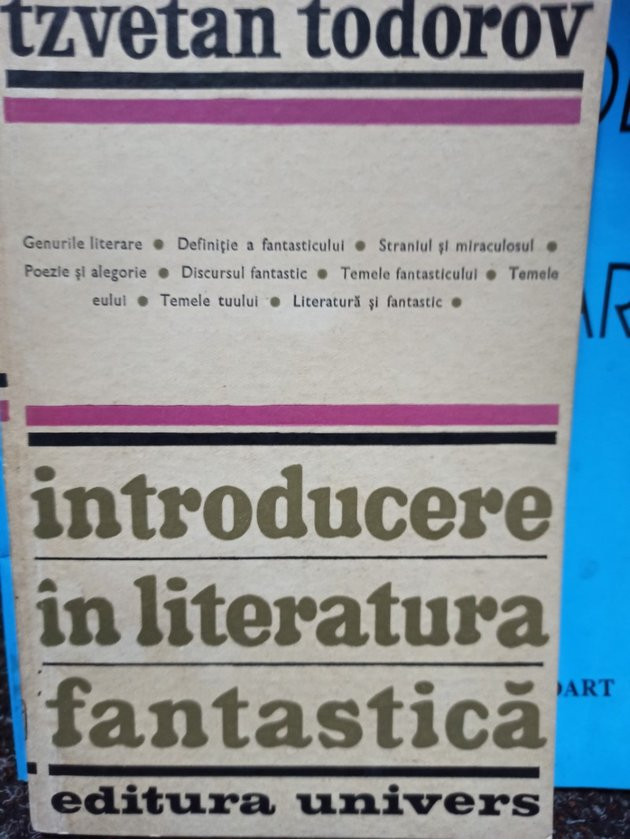 tzvetan todorov
Genurile literare ● Definiție a fantasticului ● Straniul și miraculosul ●
Poezie și alegorie ● Discursul fantastic ● Temele fantasticului ● Temele
eului ● Temele tuului ● Literatură și fantastic ●
introducere
în literatura
fantastică
editura univers